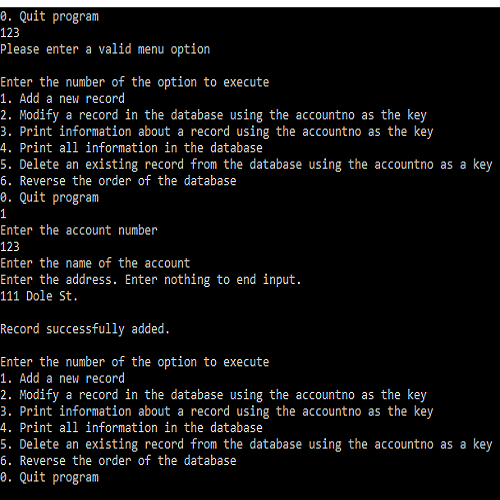 0. Quit program
123
Please enter a valid menu option
Enter the number of the option to execute
1. Add a new record
2. Modify a record in the database using the accountno as the key
3. Print information about a record using the accountno as the key
4. Print all information in the database
5. Delete an existing record from the database using the accountno as a key
6. Reverse the order of the database
0. Quit program
1
Enter the account number
123
Enter the name of the account
Enter the address. Enter nothing to end input.
111 Dole St.
Record successfully added.
Enter the number of the option to execute
1. Add a new record
2. Modify a record in the database using the accountno as the key
3. Print information about a record using the accountno as the key
4. Print all information in the database
5. Delete an existing record from the database using the accountno as a key
6. Reverse the order of the database
0. Quit program